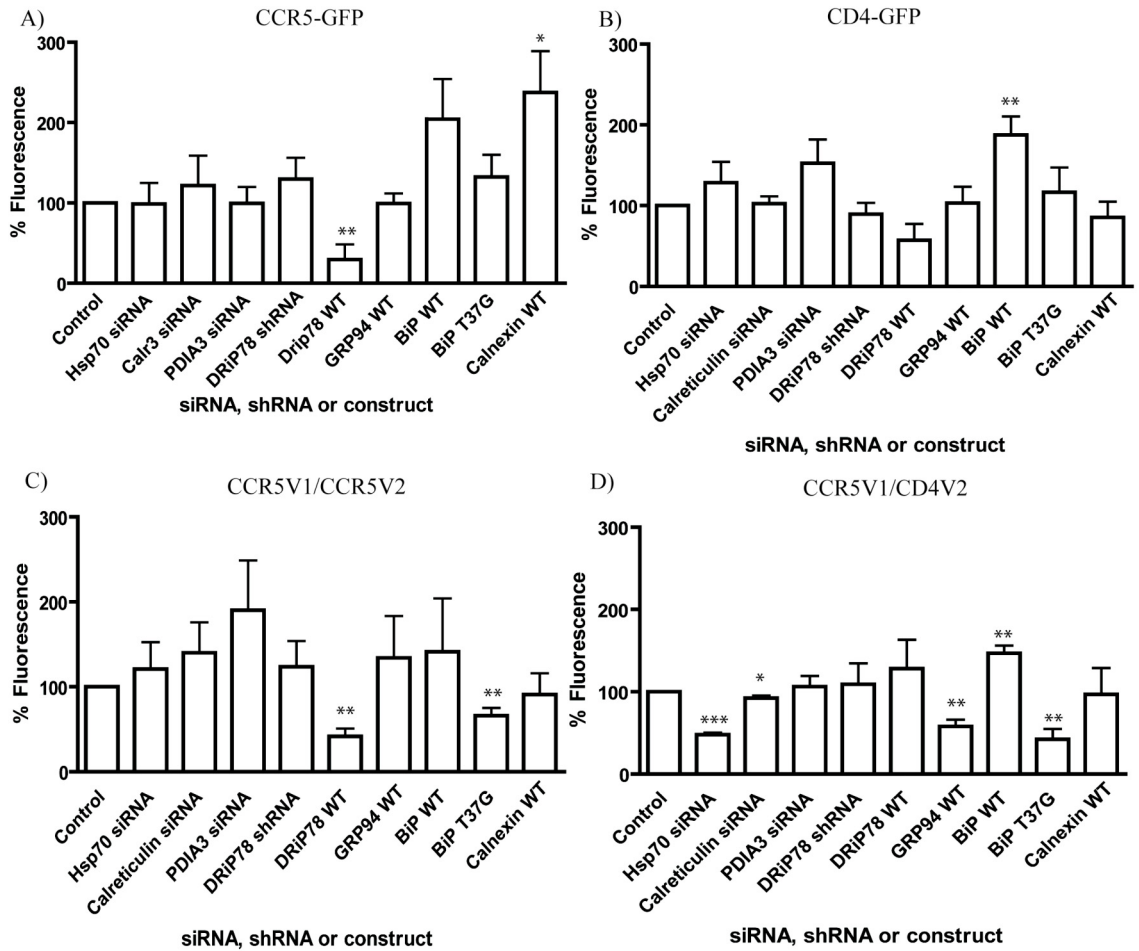 A)
CCR5-GFP
% Fluorescence
300
200
100
0
**
*
Control
Hsp70 siRNA
Calr3 siRNA
PDIA3 siRNA
DRiP78 shRNA
Drip78 WT
GRP94 WT
BiP WT
BiP T37G
Calnexin WT
siRNA, shRNA or construct
B)
CD4-GFP
% Fluorescence
300
200
100
0
**
Control
Hsp70 siRNA
Calreticulin siRNA
PDIA3 siRNA
DRiP78 shRNA
DRiP78 WT
GRP94 WT
BiP WT
BiP T37G
Calnexin WT
siRNA, shRNA or construct
C)
CCR5V1/CCR5V2
% Fluorescence
300
200
100
0
**
**
Control
Hsp70 siRNA
Calreticulin siRNA
PDIA3 siRNA
DRiP78 shRNA
DRiP78 WT
GRP94 WT
BiP WT
BiP T37G
Calnexin WT
siRNA, shRNA or construct
D)
CCR5V1/CD4V2
% Fluorescence
300
200
100
0
***
*
**
**
**
Control
Hsp70 siRNA
Calreticulin siRNA
PDIA3 siRNA
DRiP78 shRNA
DRiP78 WT
GRP94 WT
BiP WT
BiP T37G
Calnexin WT
siRNA, shRNA or construct